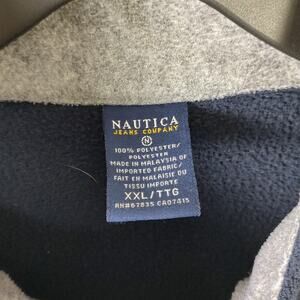 NAUTICA
JEANS COMPANY
N
100% POLYESTER/
POLYESTER
MADE IN MALAYSIA OF
IMPORTED FABRIC/
FAIT EN MALAISIE DU
TISSU IMPORTE
XXL/TTG
RN#67835 CA07415